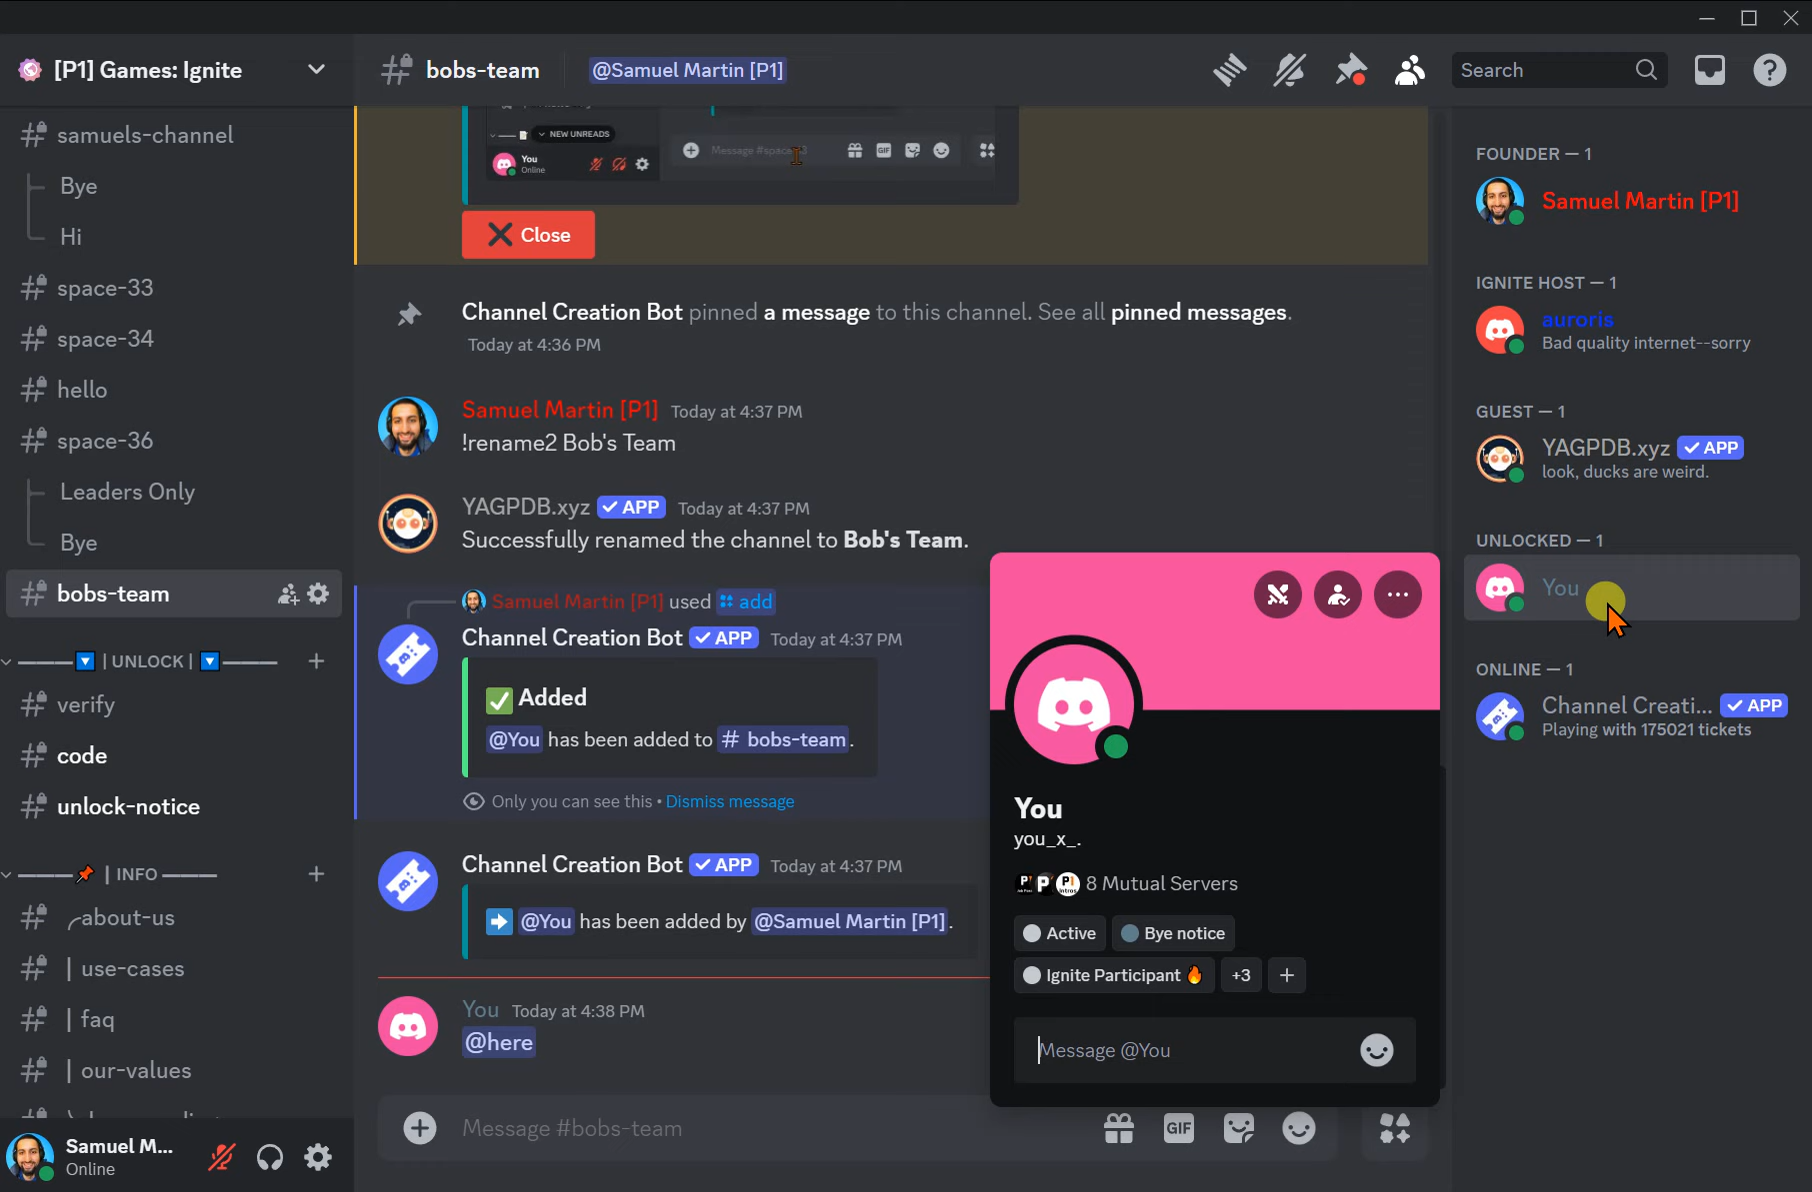 [P1] Games: Ignite
samuels-channel
Bye
Hi
space-33
space-34
hello
space-36
Leaders Only
Bye
bobs-team
| UNLOCK |
verify
code
unlock-notice
| INFO
about-us
| use-cases
| faq
| our-values
Samuel M...
Online
bobs-team
@Samuel Martin [P1]
Search
NEW UNREADS
You
Online
GIF
Close
Channel Creation Bot pinned a message to this channel. See all pinned messages.
Today at 4:36 PM
Samuel Martin [P1] Today at 4:37 PM
!rename2 Bob's Team
YAGPDB.xyz ✓ APP Today at 4:37 PM
Successfully renamed the channel to Bob's Team.
Samuel Martin [P1] used add
Channel Creation Bot ✓ APP Today at 4:37 PM
✅ Added
@You has been added to # bobs-team.
Only you can see this • Dismiss message
Channel Creation Bot ✓ APP Today at 4:37 PM
➡ @You has been added by @Samuel Martin [P1].
You Today at 4:38 PM
@here
Message #bobs-team
GIF
You
you_x_.
8 Mutual Servers
Active
Bye notice
Ignite Participant 🔥
+3
Message @You
FOUNDER — 1
Samuel Martin [P1]
IGNITE HOST — 1
auroris
Bad quality internet--sorry
GUEST — 1
YAGPDB.xyz ✓ APP
look, ducks are weird.
UNLOCKED — 1
You
ONLINE — 1
Channel Creati... ✓ APP
Playing with 175021 tickets